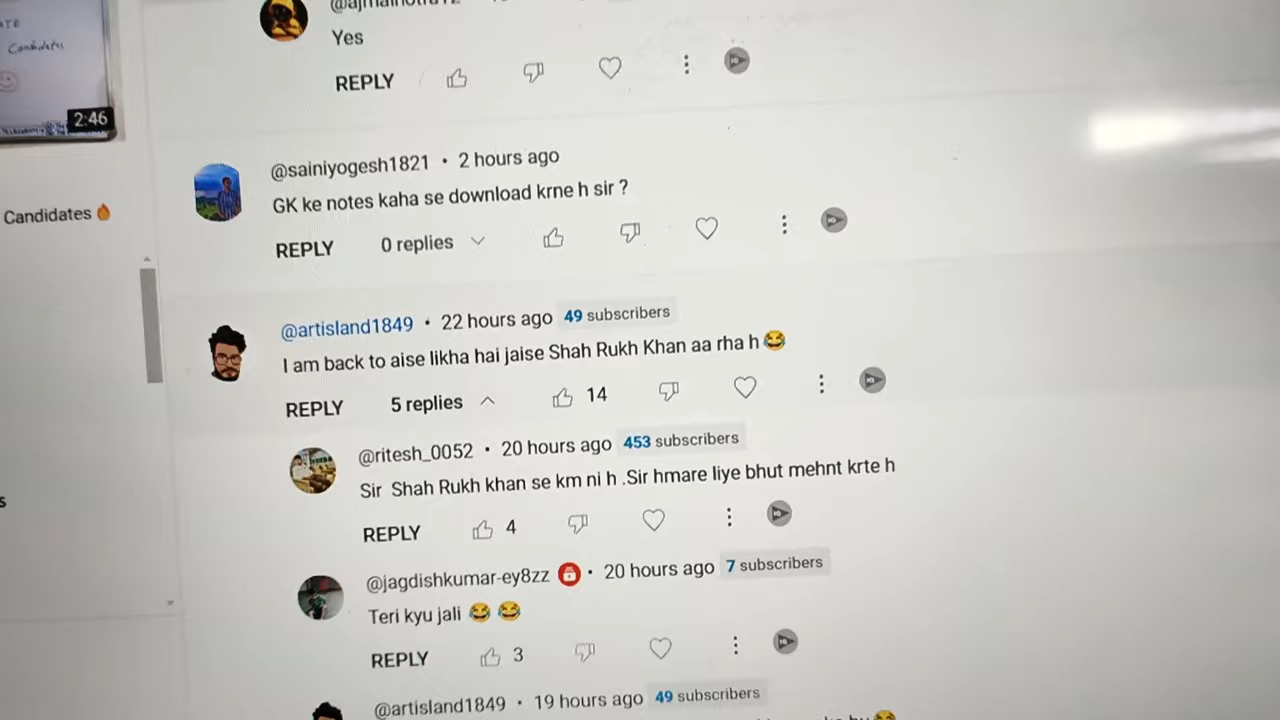 Candidates
2:46
Candidates🔥
Yes
REPLY
@sainiyogesh1821 • 2 hours ago
GK ke notes kaha se download krne h sir ?
REPLY 0 replies
@artisland1849 • 22 hours ago 49 subscribers
I am back to aise likha hai jaise Shah Rukh Khan aa rha h😂
REPLY 5 replies 14
@ritesh_0052 • 20 hours ago 453 subscribers
Sir Shah Rukh khan se km ni h .Sir hmare liye bhut mehnt krte h
REPLY 4
@jagdishkumar-ey8zz • 20 hours ago 7 subscribers
Teri kyu jali 😂 😂
REPLY 3
@artisland1849 • 19 hours ago 49 subscribers